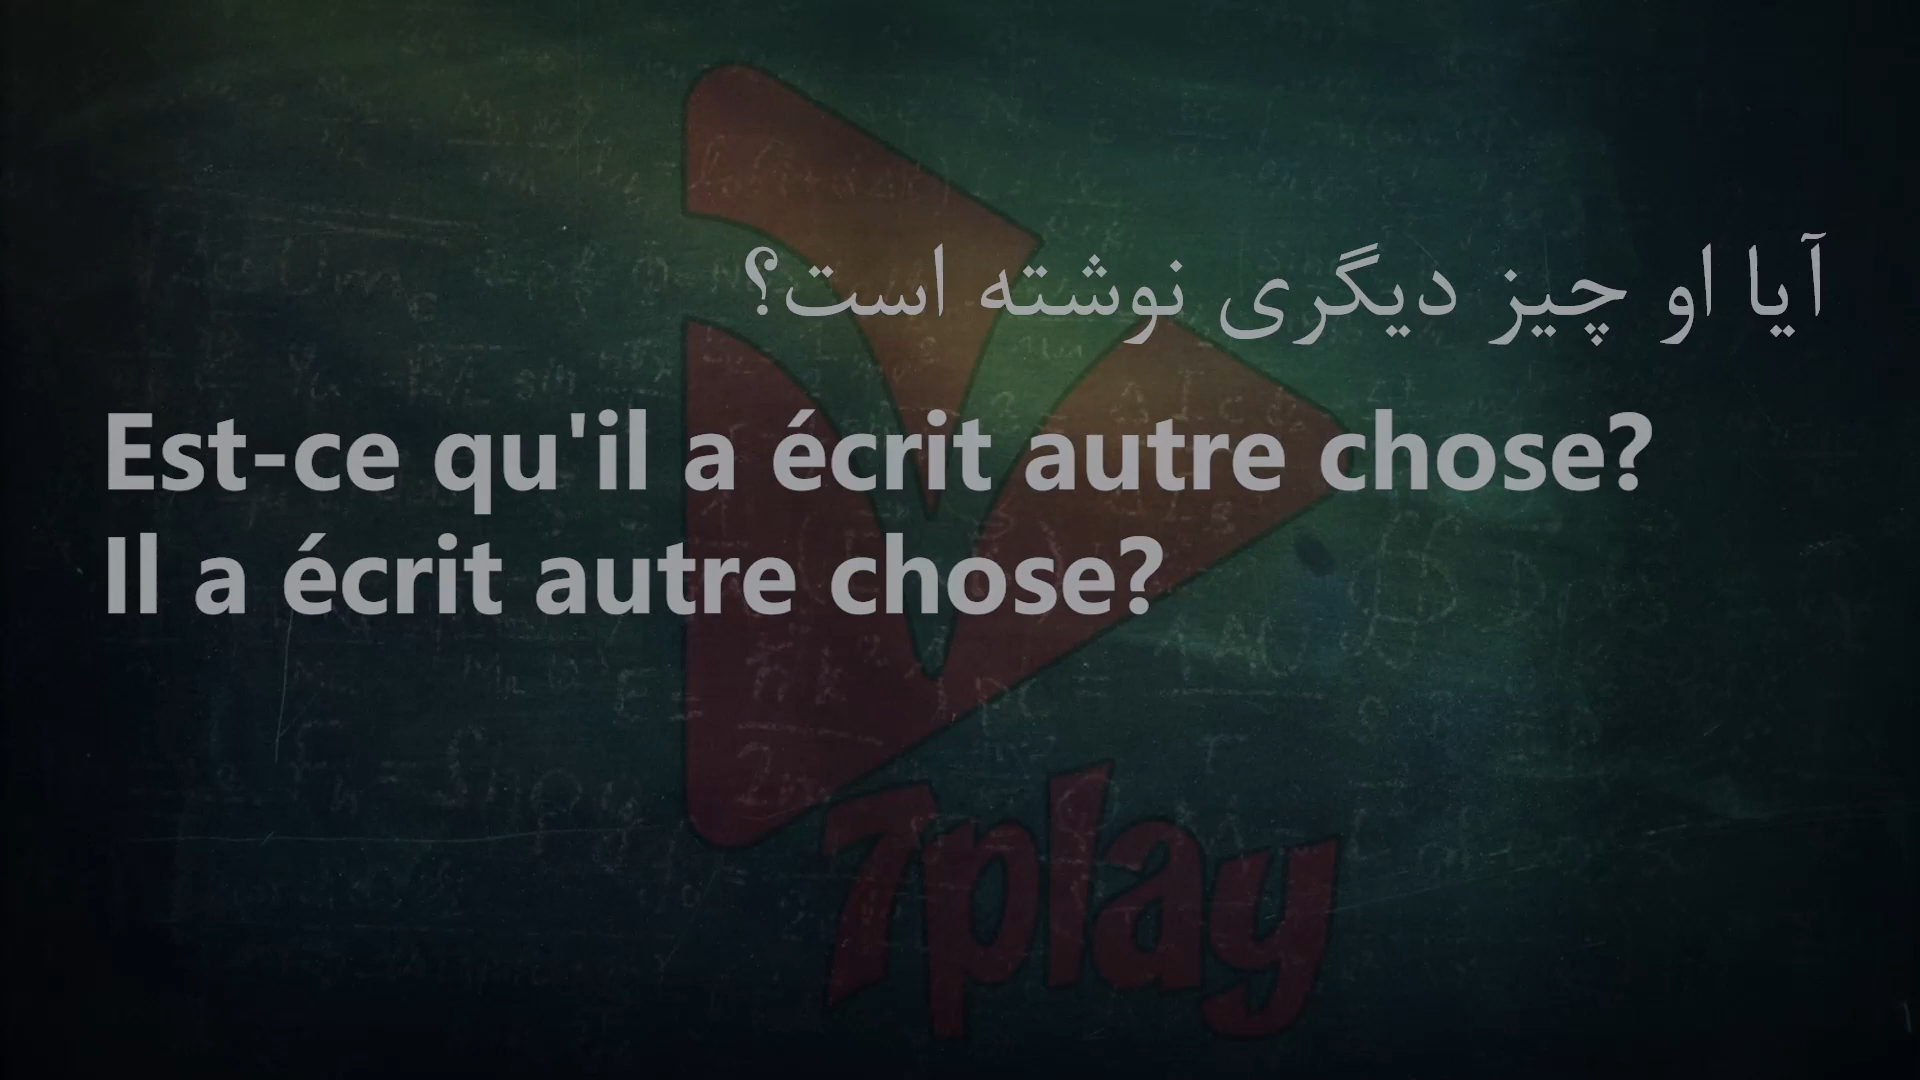 آیا او چیز دیگری نوشته است؟
Est-ce qu'il a écrit autre chose?
Il a écrit autre chose?
7play